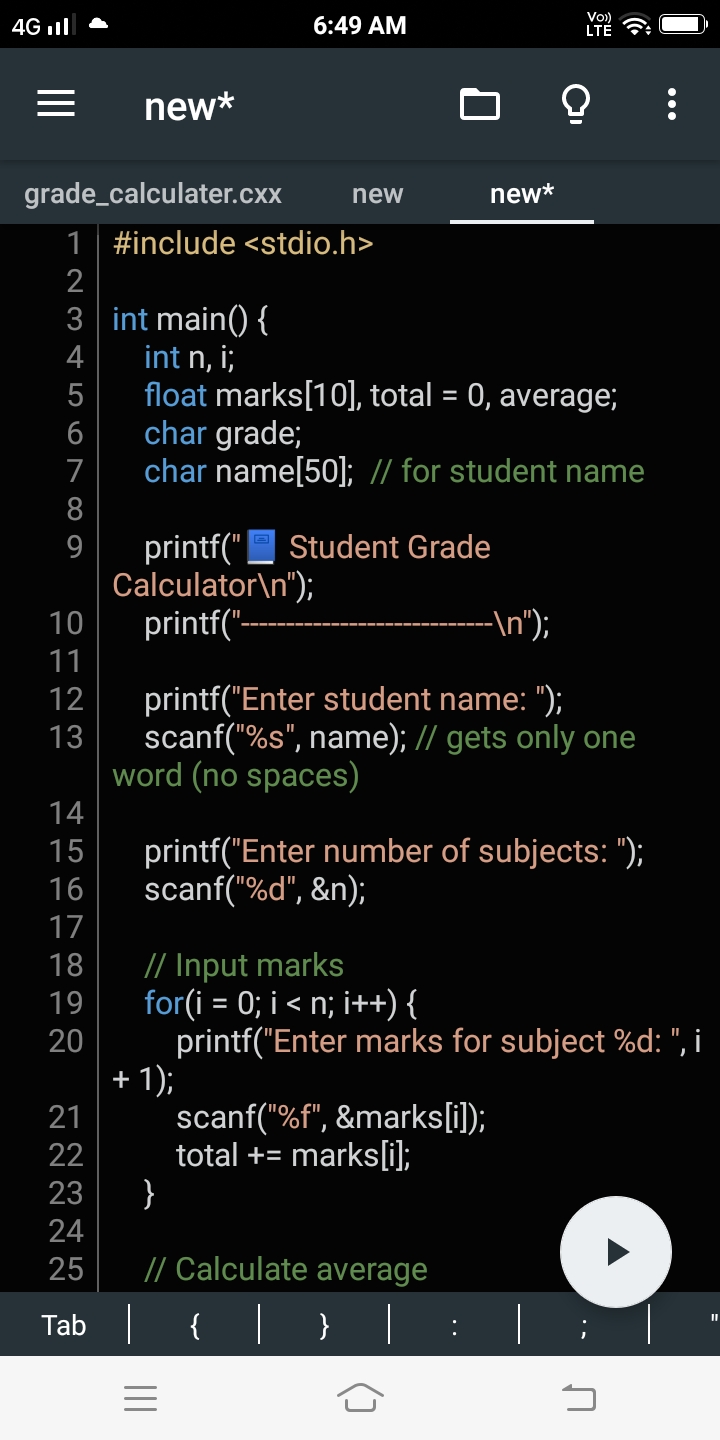 4G 6:49 AM Vo) LTE
new*
grade_calculater.cxx new new*
1 #include <stdio.h>
2
3 int main() {
4 int n, i;
5 float marks[10], total = 0, average;
6 char grade;
7 char name[50]; // for student name
8
9 printf("📘 Student Grade
Calculator\n");
10 printf("----------------------------\n");
11
12 printf("Enter student name: ");
13 scanf("%s", name); // gets only one
word (no spaces)
14
15 printf("Enter number of subjects: ");
16 scanf("%d", &n);
17
18 // Input marks
19 for(i = 0; i < n; i++) {
20 printf("Enter marks for subject %d: ", i
+ 1);
21 scanf("%f", &marks[i]);
22 total += marks[i];
23 }
24
25 // Calculate average
Tab { } : ; "